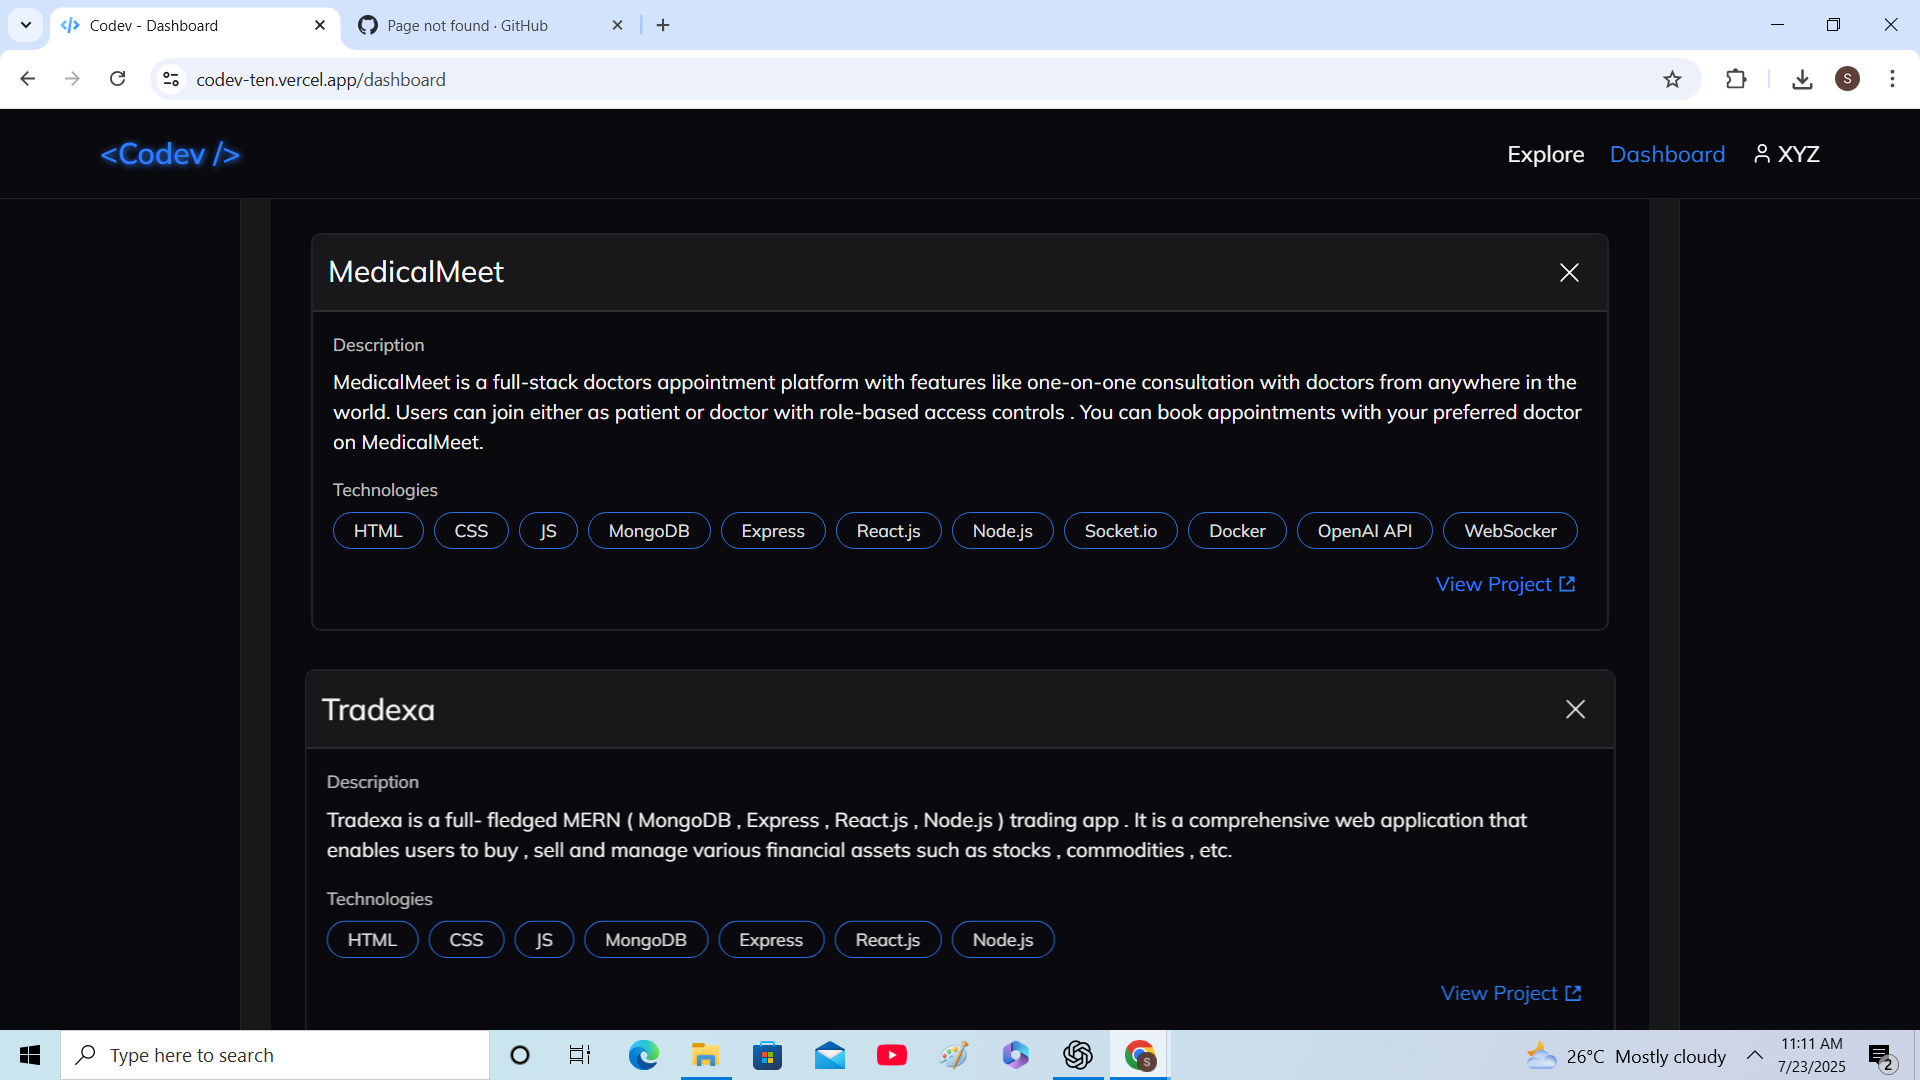 Codev - Dashboard
Page not found · GitHub
codev-ten.vercel.app/dashboard
S
<Codev />
Explore
Dashboard
XYZ
MedicalMeet
Description
MedicalMeet is a full-stack doctors appointment platform with features like one-on-one consultation with doctors from anywhere in the
world. Users can join either as patient or doctor with role-based access controls . You can book appointments with your preferred doctor
on MedicalMeet.
Technologies
HTML CSS JS MongoDB Express React.js Node.js Socket.io Docker OpenAI API WebSocker
View Project
Tradexa
Description
Tradexa is a full- fledged MERN ( MongoDB , Express , React.js , Node.js ) trading app . It is a comprehensive web application that
enables users to buy , sell and manage various financial assets such as stocks , commodities , etc.
Technologies
HTML CSS JS MongoDB Express React.js Node.js
View Project
Type here to search
S
26°C Mostly cloudy
11:11 AM
7/23/2025
2